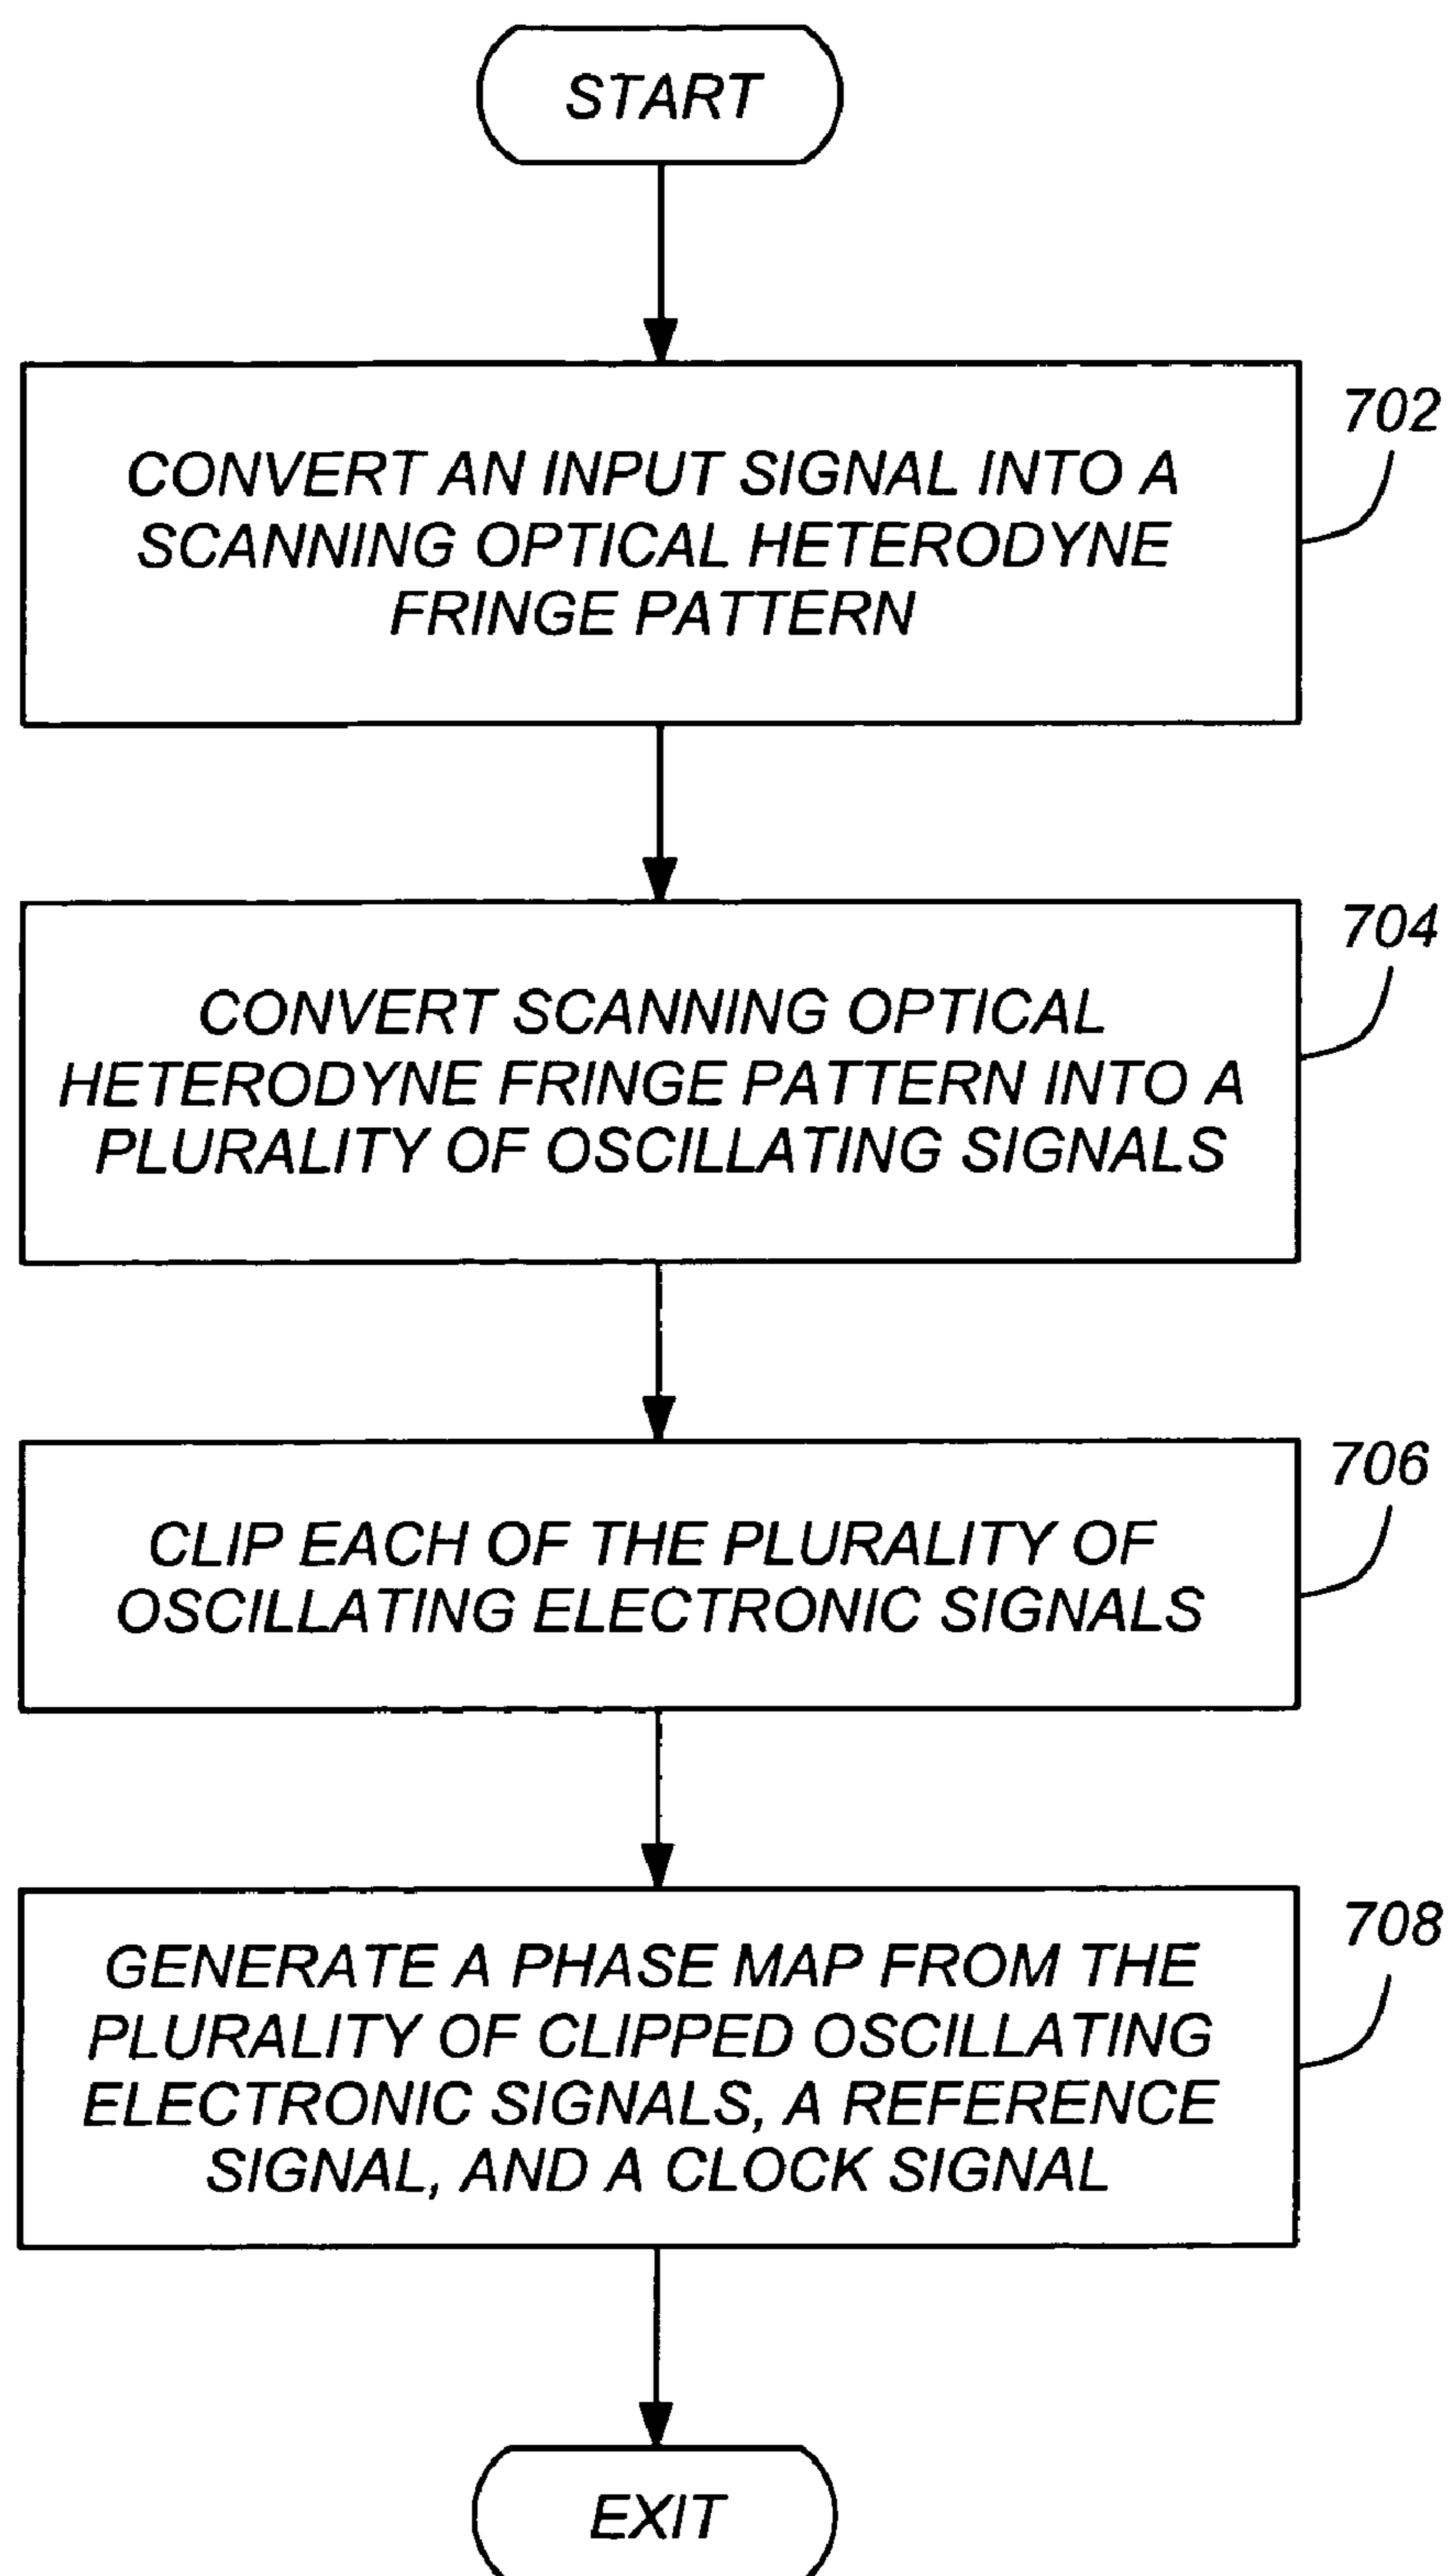 START
702
CONVERT AN INPUT SIGNAL INTO A
SCANNING OPTICAL HETERODYNE
FRINGE PATTERN
704
CONVERT SCANNING OPTICAL
HETERODYNE FRINGE PATTERN INTO A
PLURALITY OF OSCILLATING SIGNALS
706
CLIP EACH OF THE PLURALITY OF
OSCILLATING ELECTRONIC SIGNALS
708
GENERATE A PHASE MAP FROM THE
PLURALITY OF CLIPPED OSCILLATING
ELECTRONIC SIGNALS, A REFERENCE
SIGNAL, AND A CLOCK SIGNAL
EXIT